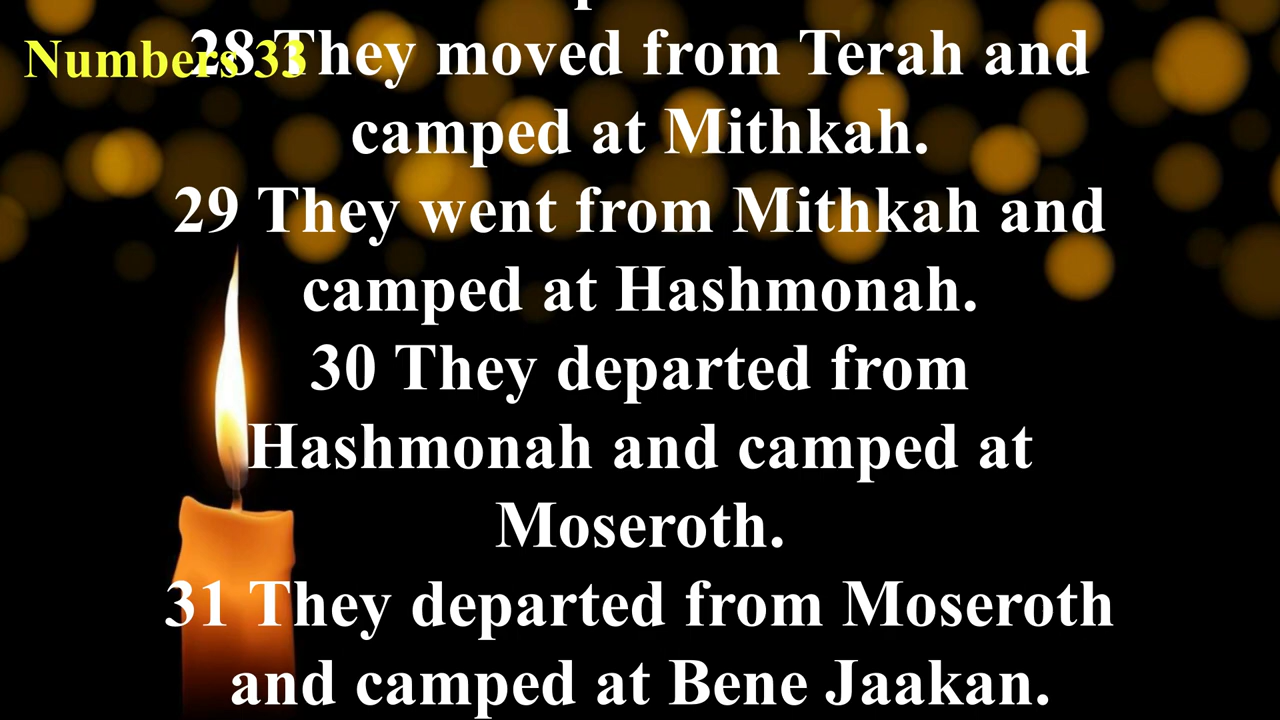 Numbers 33
28 They moved from Terah and
camped at Mithkah.
29 They went from Mithkah and
camped at Hashmonah.
30 They departed from
Hashmonah and camped at
Moseroth.
31 They departed from Moseroth
and camped at Bene Jaakan.